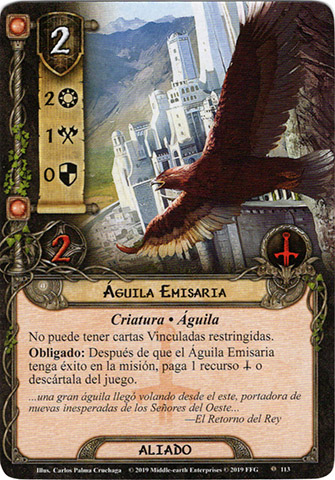 2
2
1
0
2
Águila Emisaria
Criatura • Águila
No puede tener cartas Vinculadas restringidas.
Obligado: Después de que el Águila Emisaria
tenga éxito en la misión, paga 1 recurso o
descártala del juego.
...una gran águila llegó volando desde el este, portadora de
nuevas inesperadas de los Señores del Oeste...
—El Retorno del Rey
ALIADO
Illus. Carlos Palma Cruchaga © 2019 Middle-earth Enterprises © 2019 FFG 113